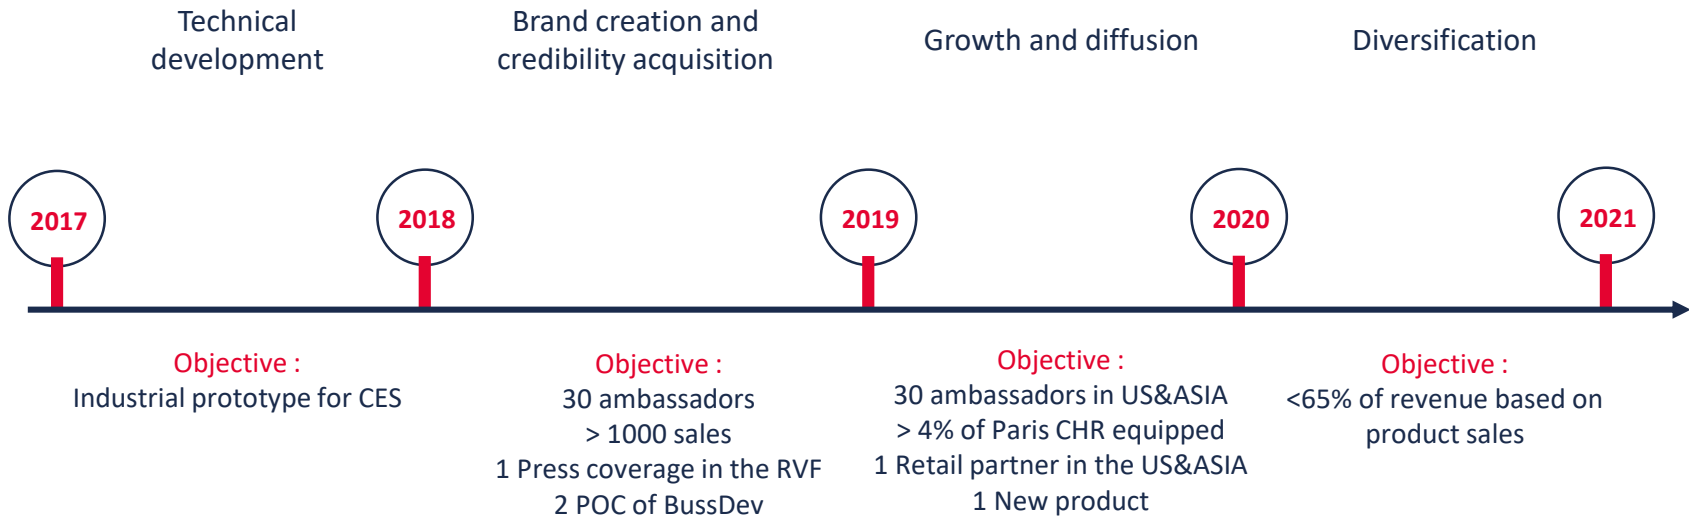 Technical
development
Brand creation and
credibility acquisition
Growth and diffusion
Diversification
2017
2018
2019
2020
2021
Objective :
Industrial prototype for CES
Objective :
30 ambassadors
> 1000 sales
1 Press coverage in the RVF
2 POC of BussDev
Objective :
30 ambassadors in US&ASIA
> 4% of Paris CHR equipped
1 Retail partner in the US&ASIA
1 New product
Objective :
<65% of revenue based on
product sales